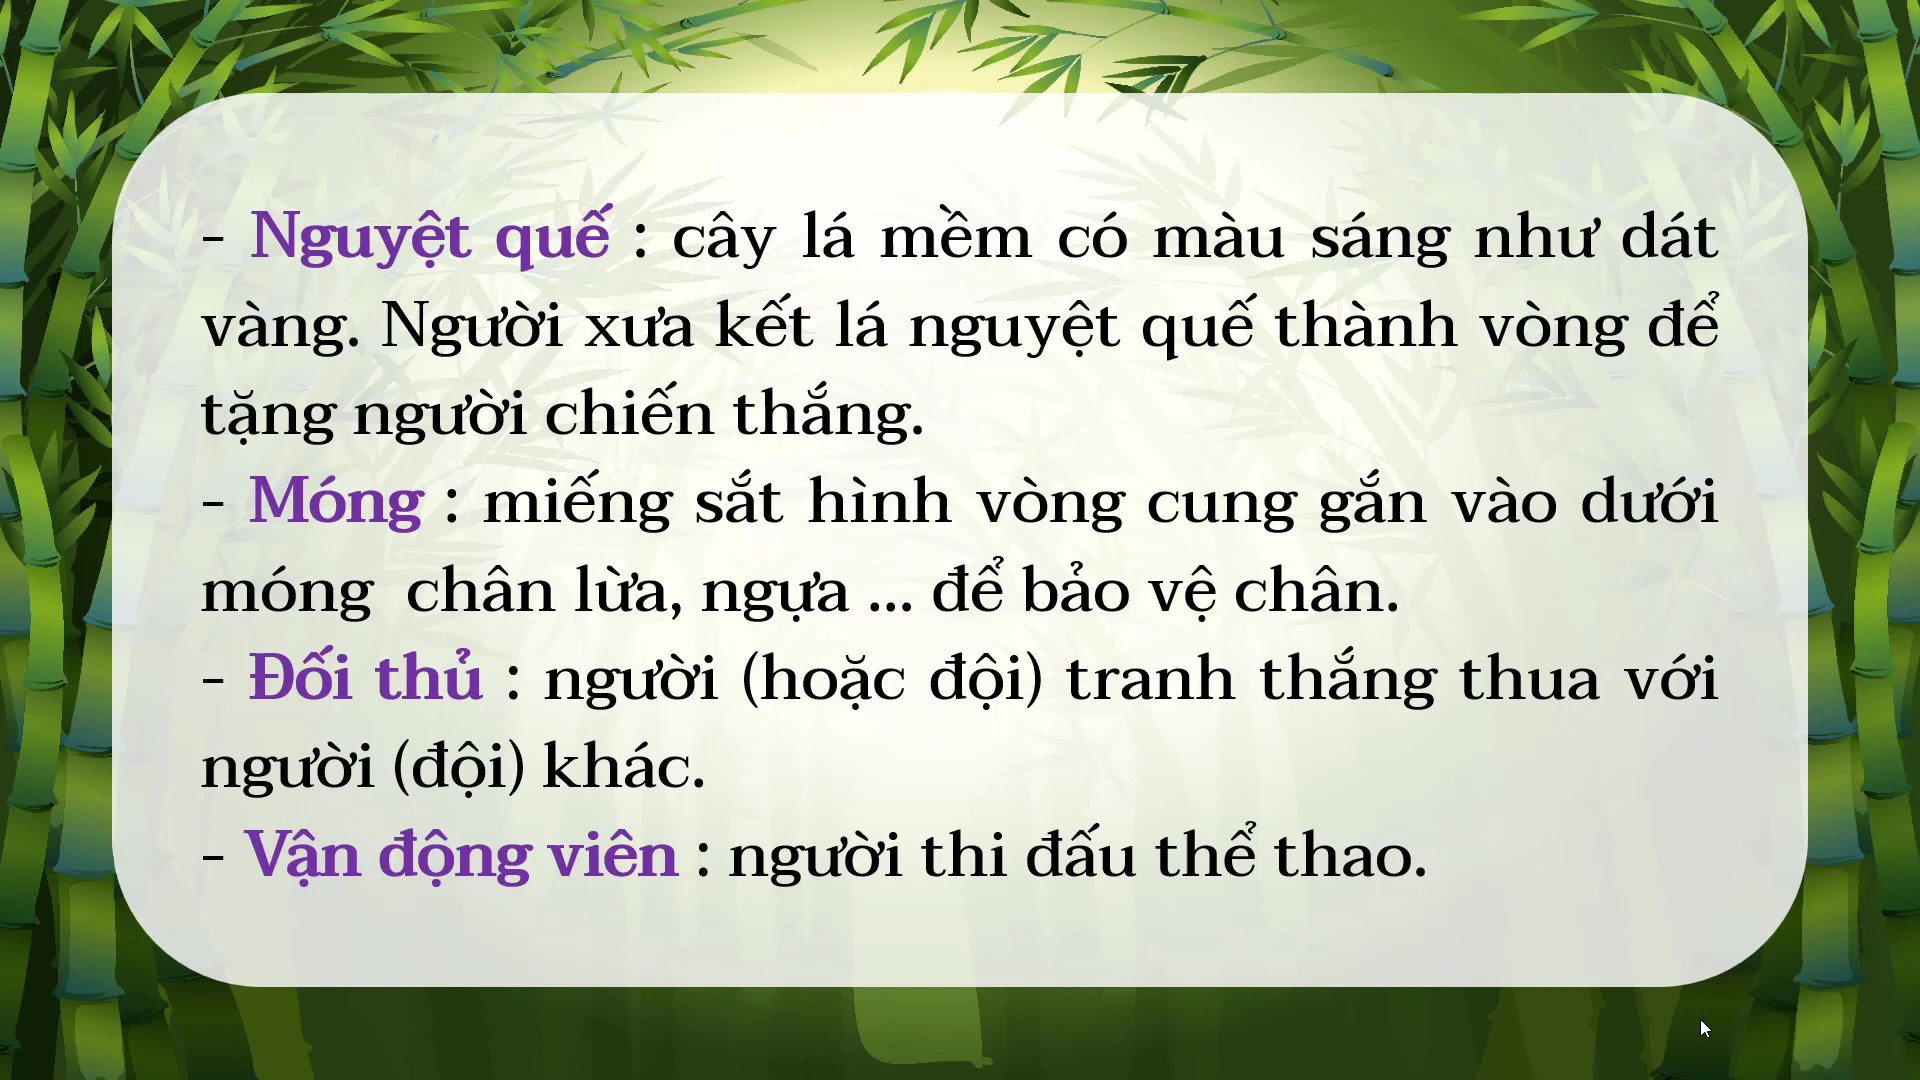 - Nguyệt quế : cây lá mềm có màu sáng như dát
vàng. Người xưa kết lá nguyệt quế thành vòng để
tặng người chiến thắng.
- Móng : miếng sắt hình vòng cung gắn vào dưới
móng  chân lừa, ngựa ... để bảo vệ chân.
- Đối thủ : người (hoặc đội) tranh thắng thua với
người (đội) khác.
- Vận động viên : người thi đấu thể thao.